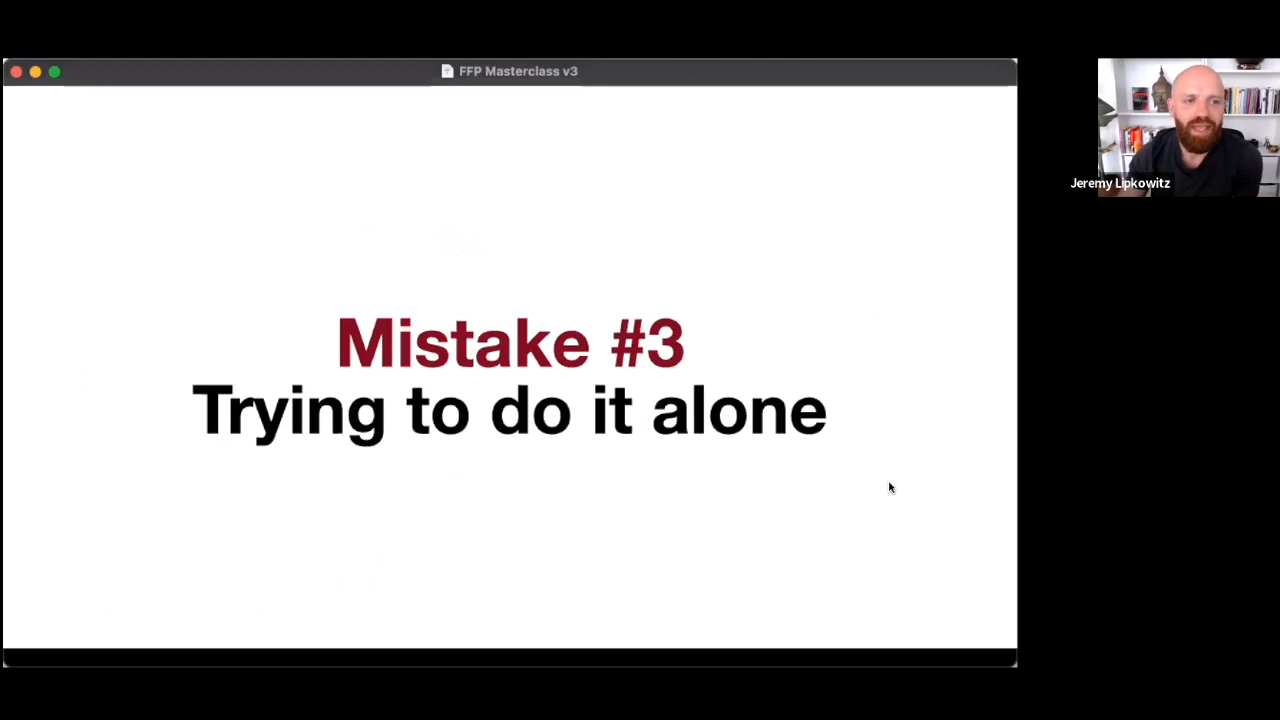 FFP Masterclass v3
Mistake #3
Trying to do it alone
Jeremy Lipkowitz